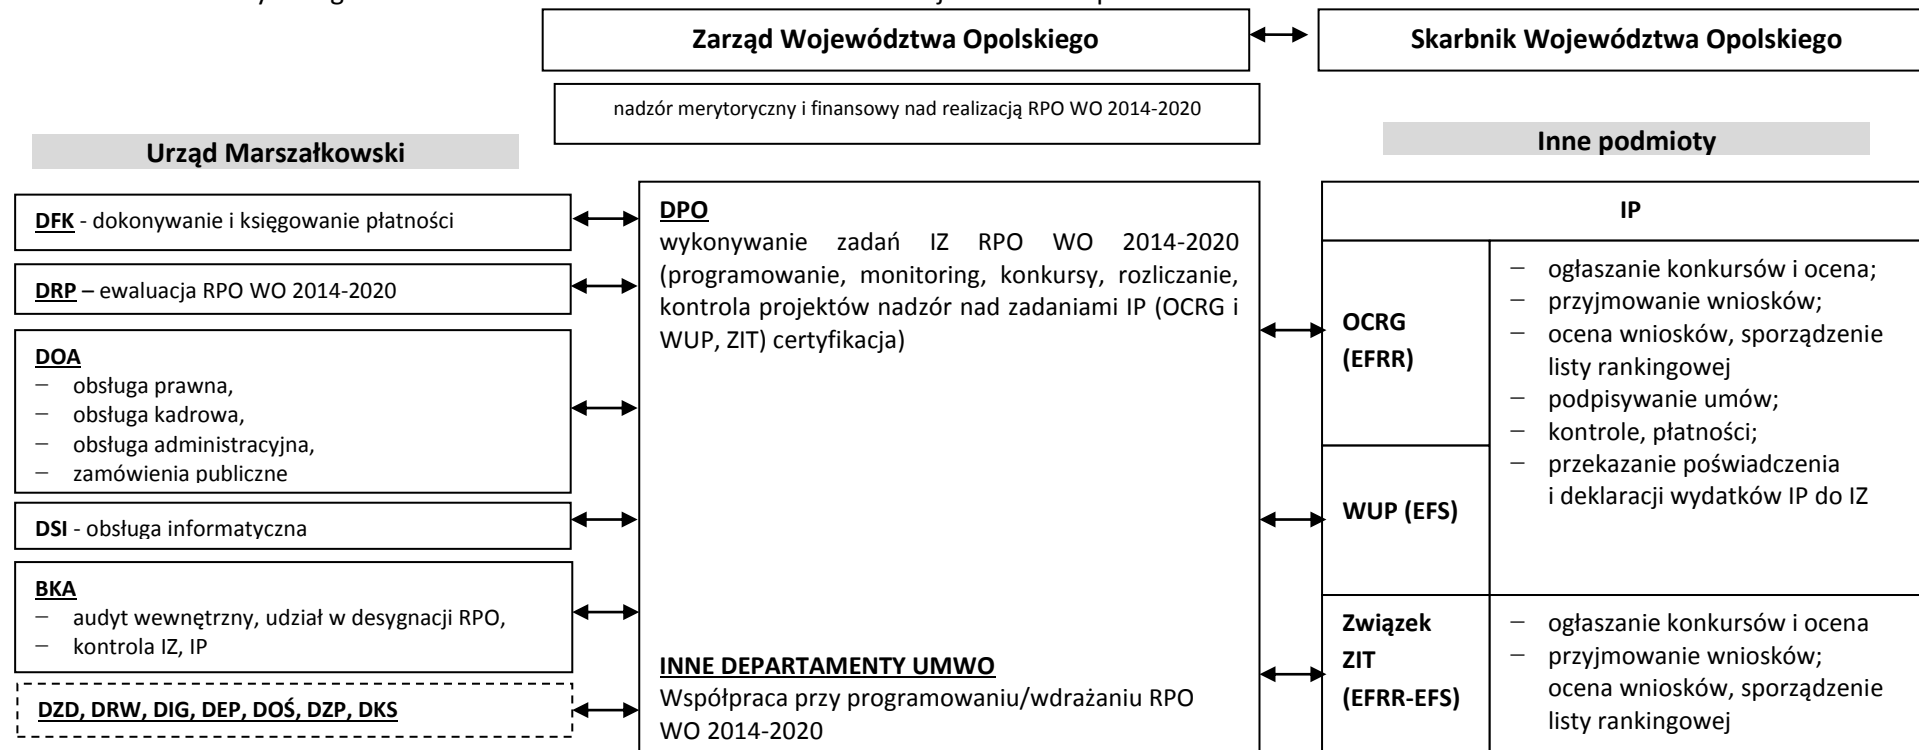 Zarząd Województwa Opolskiego
Skarbnik Województwa Opolskiego
nadzór merytoryczny i finansowy nad realizacją RPO WO 2014-2020
Urząd Marszałkowski
Inne podmioty
DFK - dokonywanie i księgowanie płatności
DRP – ewaluacja RPO WO 2014-2020
DOA
– obsługa prawna,
– obsługa kadrowa,
– obsługa administracyjna,
– zamówienia publiczne
DSI - obsługa informatyczna
BKA
– audyt wewnętrzny, udział w desygnacji RPO,
– kontrola IZ, IP
DZD, DRW, DIG, DEP, DOŚ, DZP, DKS
DPO
wykonywanie zadań IZ RPO WO 2014-2020
(programowanie, monitoring, konkursy, rozliczanie,
kontrola projektów nadzór nad zadaniami IP (OCRG i
WUP, ZIT) certyfikacja)
INNE DEPARTAMENTY UMWO
Współpraca przy programowaniu/wdrażaniu RPO
WO 2014-2020
IP
OCRG
(EFRR)
– ogłaszanie konkursów i ocena;
– przyjmowanie wniosków;
– ocena wniosków, sporządzenie
listy rankingowej
– podpisywanie umów;
– kontrole, płatności;
– przekazanie poświadczenia
i deklaracji wydatków IP do IZ
WUP (EFS)
Związek
ZIT
(EFRR-EFS)
– ogłaszanie konkursów i ocena
– przyjmowanie wniosków;
ocena wniosków, sporządzenie
listy rankingowej